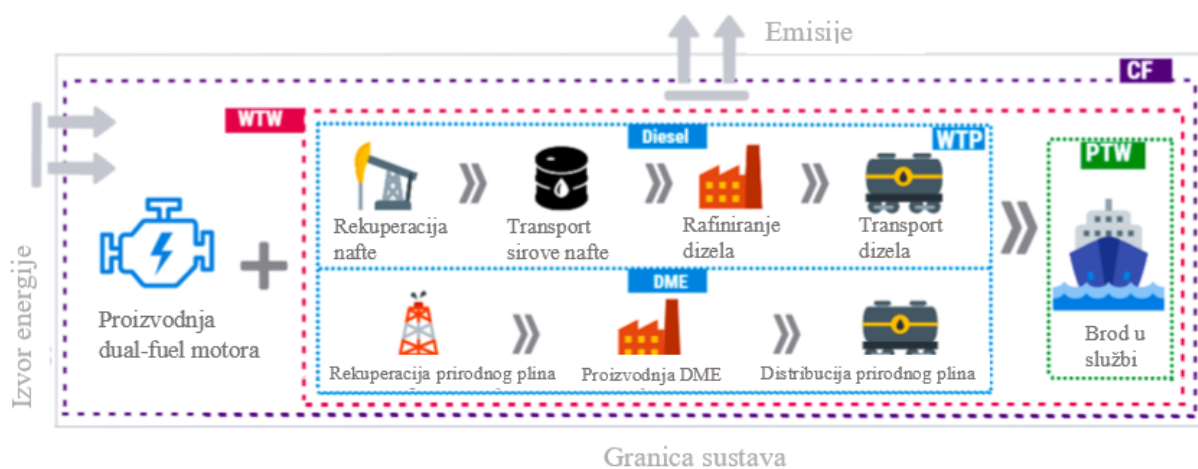 Emisije
CF
WTW
Diesel
WTP
PTW
Rekuperacija
nafte
Transport
sirove nafte
Rafiniranje
dizela
Transport
dizela
DME
Izvor energije
Proizvodnja
dual-fuel motora
Rekuperacija prirodnog plina
Proizvodnja DME
Distribucija prirodnog plina
Brod u
službi
Granica sustava